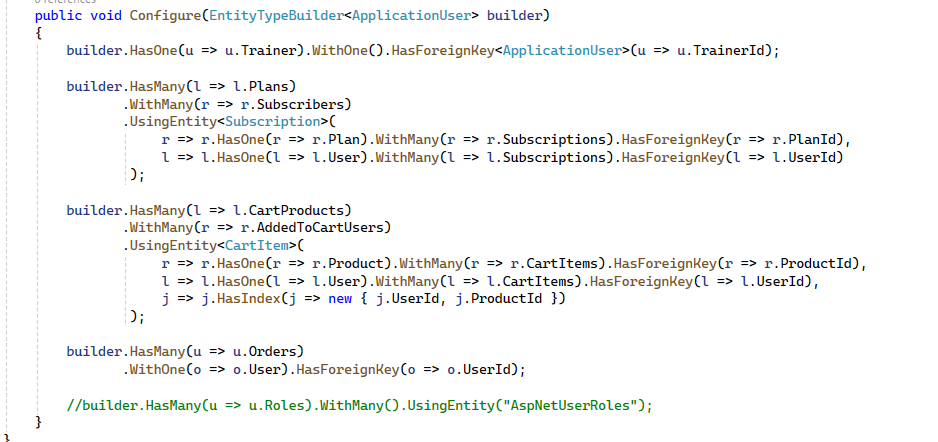 0 references
public void Configure(EntityTypeBuilder<ApplicationUser> builder)
{
builder.HasOne(u => u.Trainer).WithOne().HasForeignKey<ApplicationUser>(u => u.TrainerId);
builder.HasMany(l => l.Plans)
.WithMany(r => r.Subscribers)
.UsingEntity<Subscription>(
r => r.HasOne(r => r.Plan).WithMany(r => r.Subscriptions).HasForeignKey(r => r.PlanId),
l => l.HasOne(l => l.User).WithMany(l => l.Subscriptions).HasForeignKey(l => l.UserId)
);
builder.HasMany(l => l.CartProducts)
.WithMany(r => r.AddedToCartUsers)
.UsingEntity<CartItem>(
r => r.HasOne(r => r.Product).WithMany(r => r.CartItems).HasForeignKey(r => r.ProductId),
l => l.HasOne(l => l.User).WithMany(l => l.CartItems).HasForeignKey(l => l.UserId),
j => j.HasIndex(j => new { j.UserId, j.ProductId })
);
builder.HasMany(u => u.Orders)
.WithOne(o => o.User).HasForeignKey(o => o.UserId);
//builder.HasMany(u => u.Roles).WithMany().UsingEntity("AspNetUserRoles");
}
}